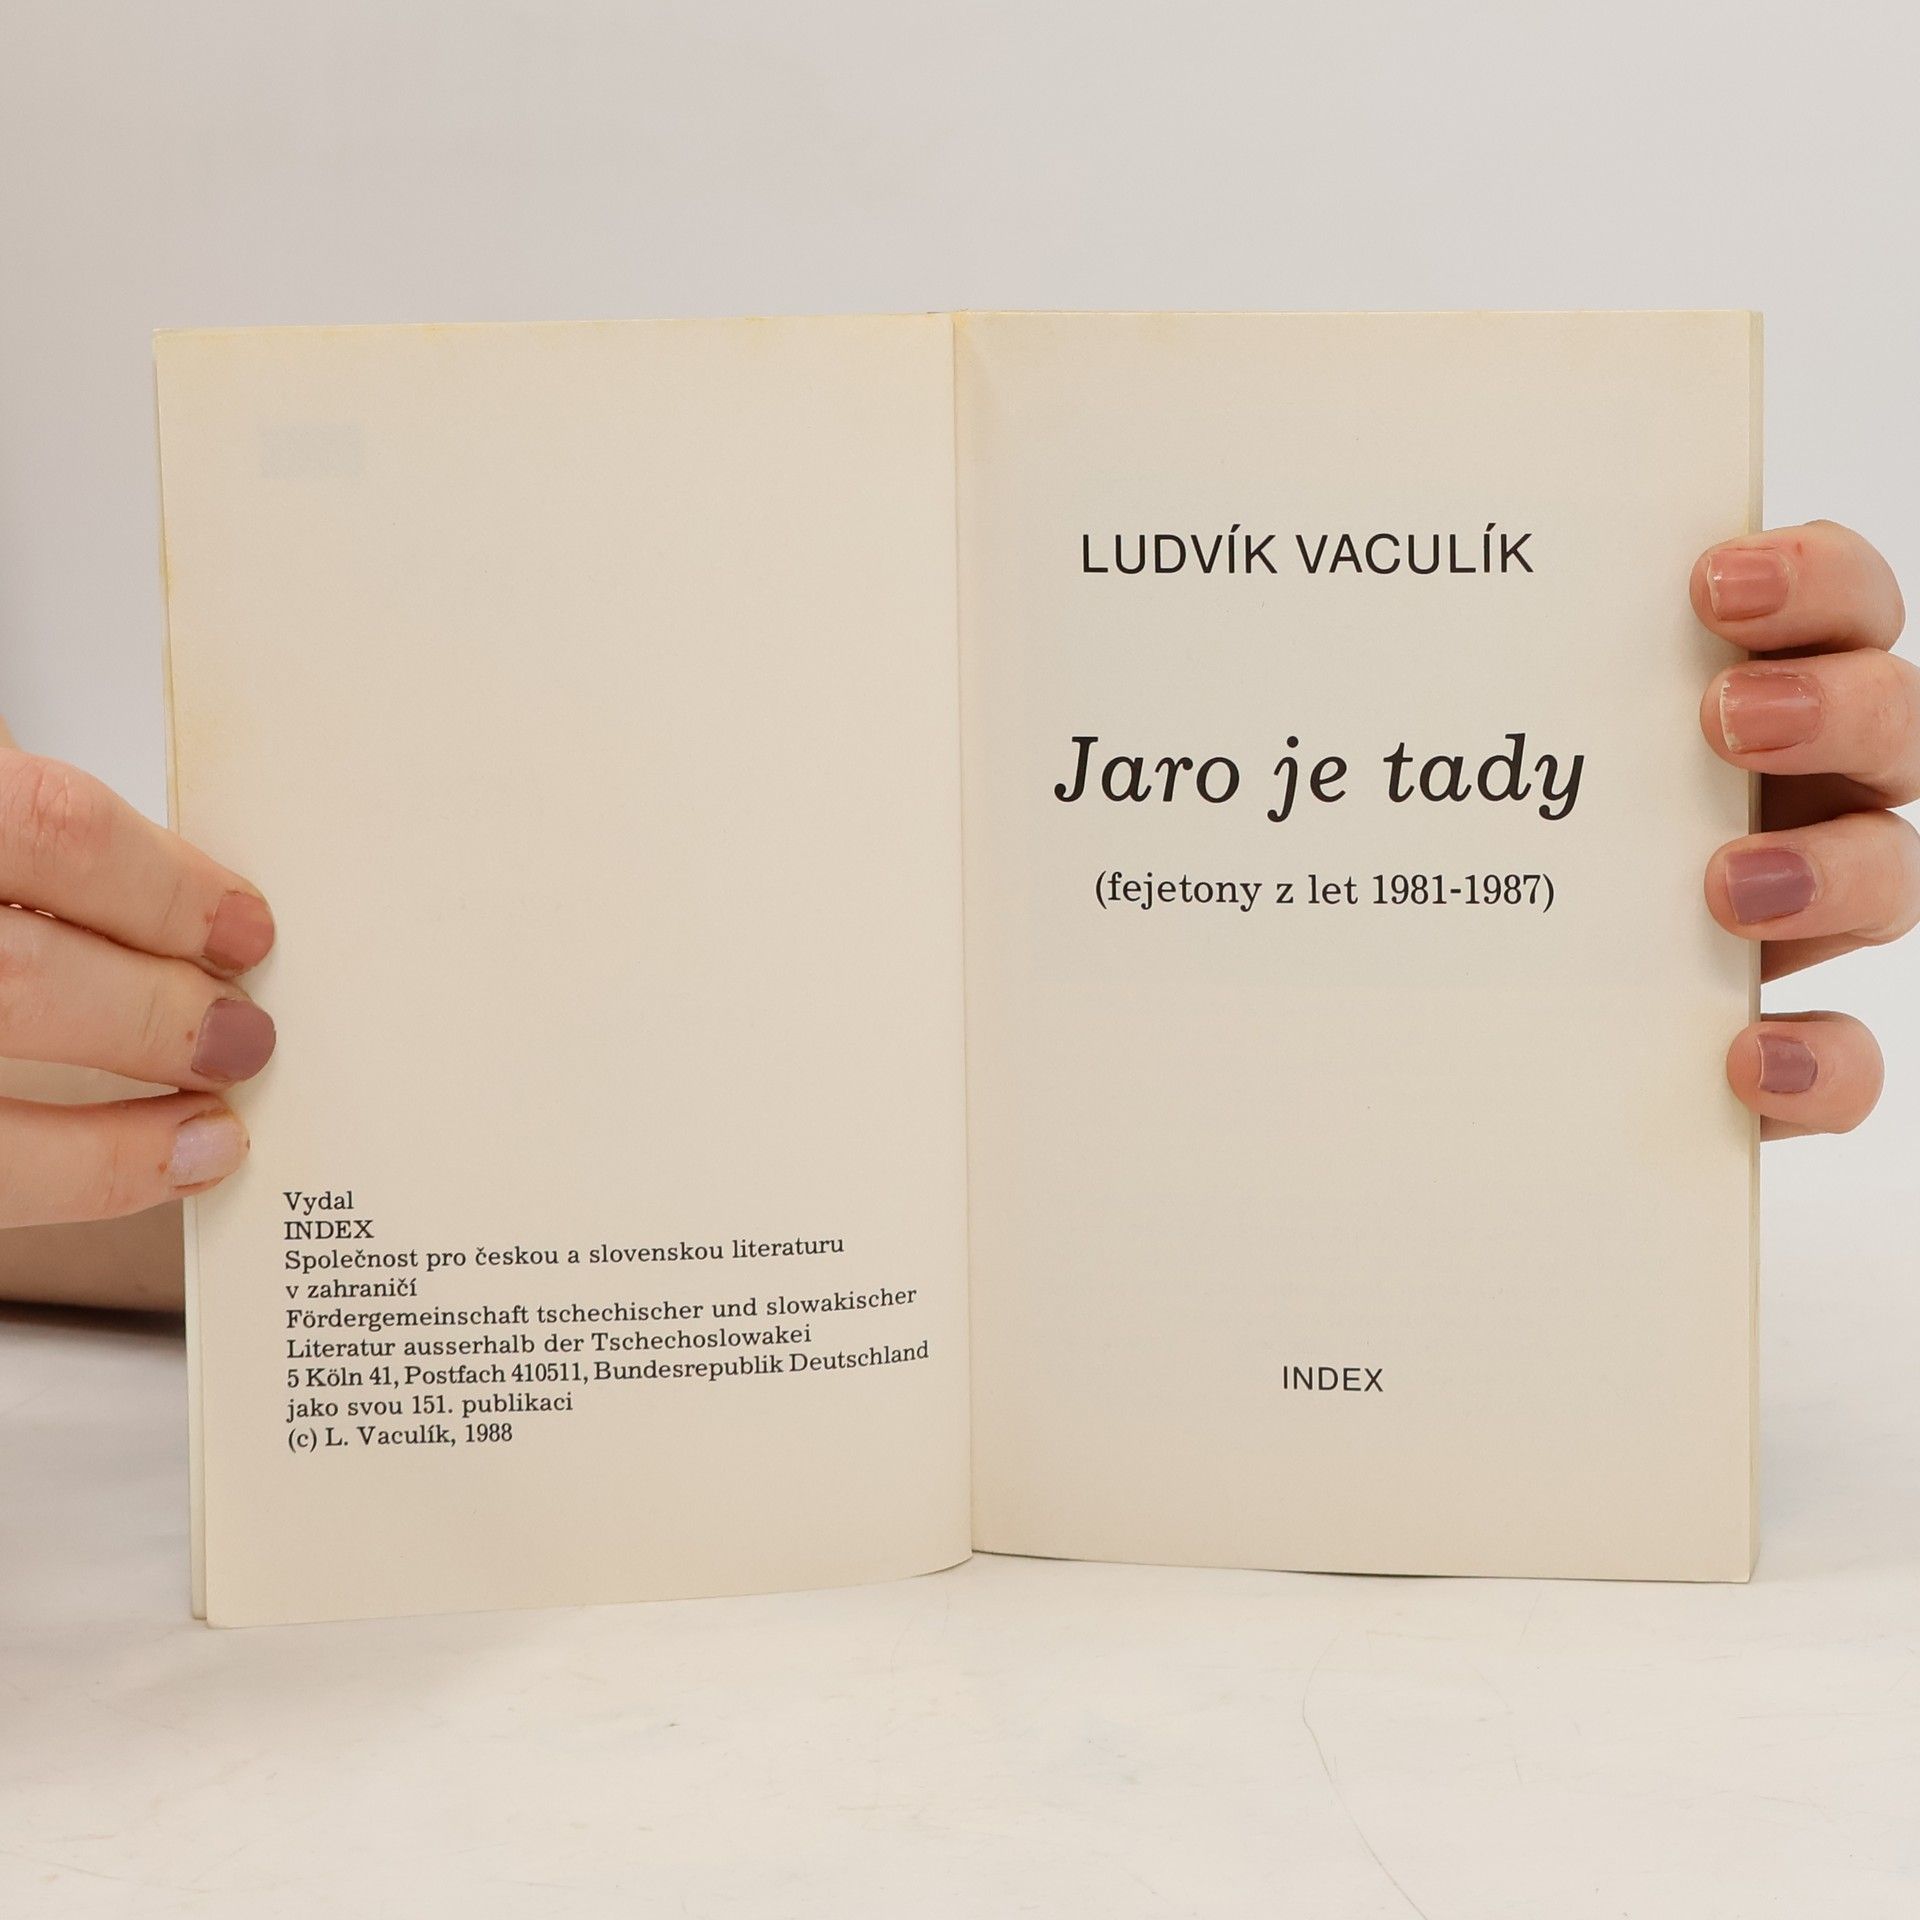 Vydal
INDEX
Společnost pro českou a slovenskou literaturu
v zahraničí
Fördergemeinschaft tschechischer und slowakischer
Literatur ausserhalb der Tschechoslowakei
5 Köln 41, Postfach 410511, Bundesrepublik Deutschland
jako svou 151. publikaci
(c) L. Vaculík, 1988
LUDVÍK VACULÍK
Jaro je tady
(fejetony z let 1981-1987)
INDEX